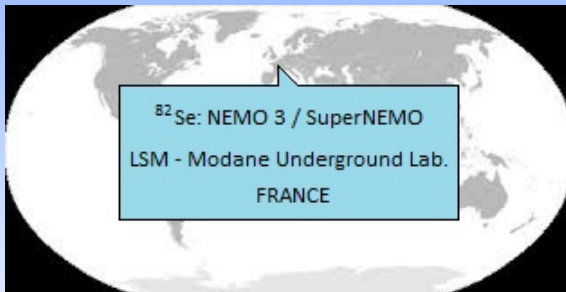 ⁸²Se: NEMO 3 / SuperNEMO
LSM - Modane Underground Lab.
FRANCE